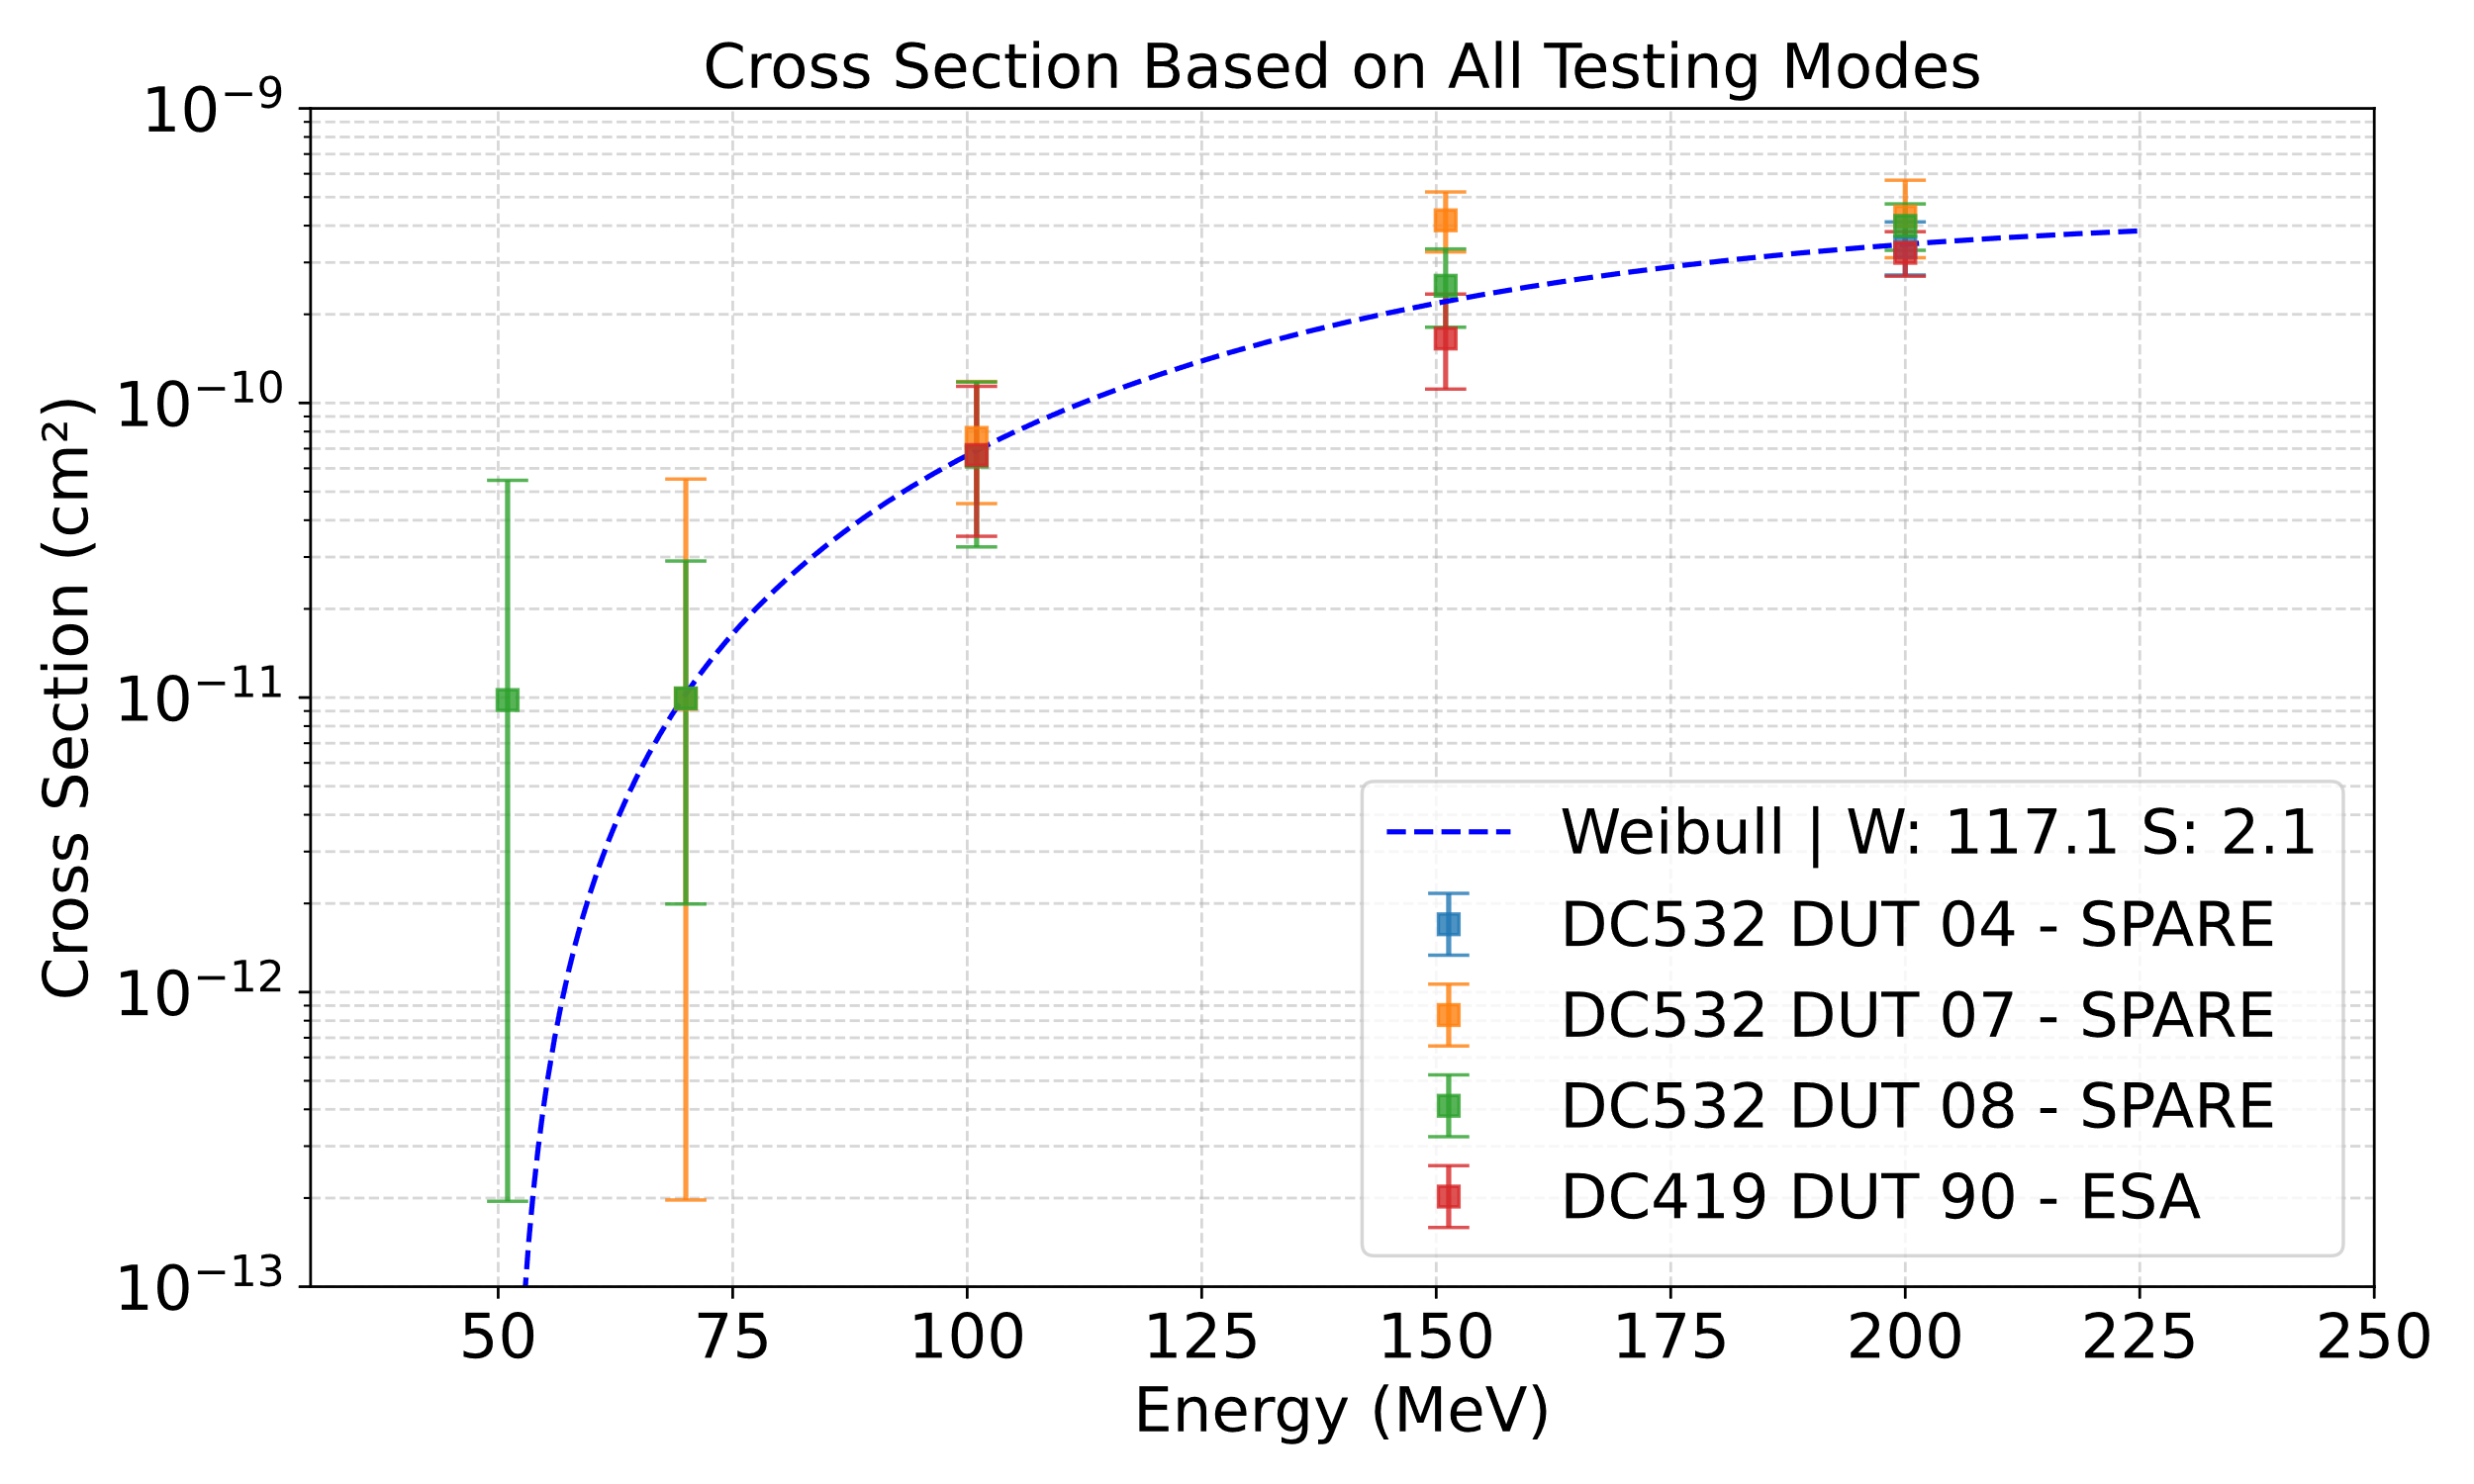 Cross Section Based on All Testing Modes
Cross Section (cm²)
10⁻⁹
10⁻¹⁰
10⁻¹¹
10⁻¹²
10⁻¹³
Weibull | W: 117.1 S: 2.1
DC532 DUT 04 - SPARE
DC532 DUT 07 - SPARE
DC532 DUT 08 - SPARE
DC419 DUT 90 - ESA
50 75 100 125 150 175 200 225 250
Energy (MeV)